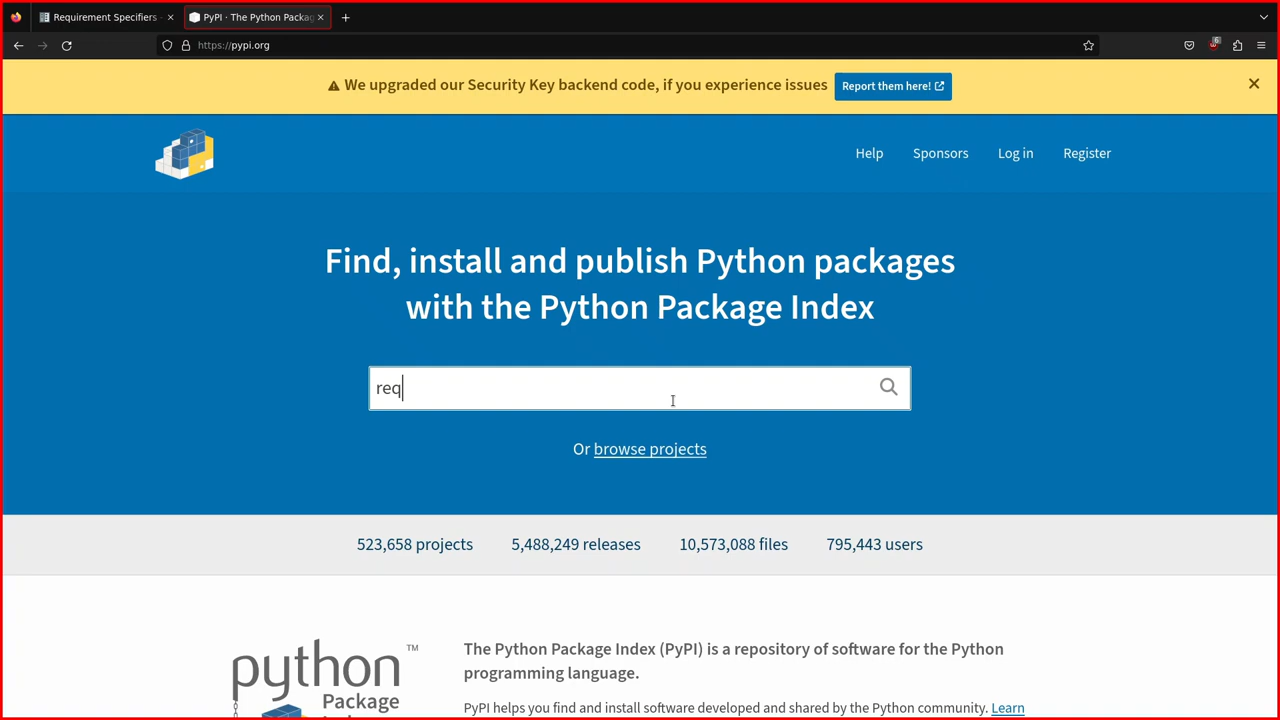 Requirement Specifiers -
PyPI · The Python Packag
https://pypi.org
6
We upgraded our Security Key backend code, if you experience issues
Report them here!
Help
Sponsors
Log in
Register
Find, install and publish Python packages
with the Python Package Index
req
Or browse projects
523,658 projects
5,488,249 releases
10,573,088 files
795,443 users
python™
Package
The Python Package Index (PyPI) is a repository of software for the Python
programming language.
PyPI helps you find and install software developed and shared by the Python community. Learn